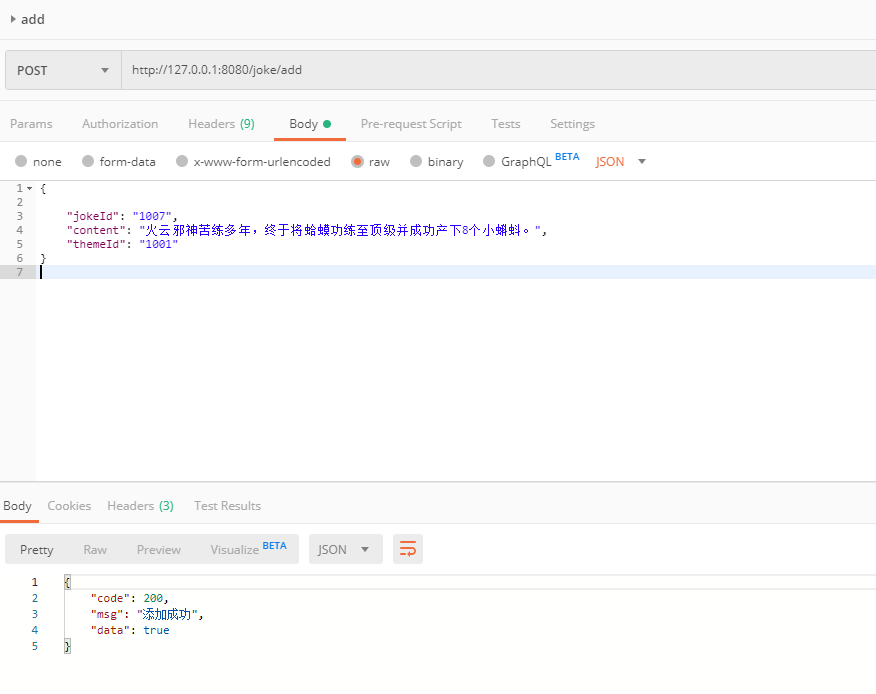 add
POST http://127.0.0.1:8080/joke/add
Params Authorization Headers (9) Body Pre-request Script Tests Settings
none form-data x-www-form-urlencoded raw binary GraphQL BETA JSON
1 {
2
3 "jokeId": "1007",
4 "content": "火云邪神苦练多年，终于将蛤蟆功练至顶级并成功产下8个小蝌蚪。",
5 "themeId": "1001"
6 }
7
Body Cookies Headers (3) Test Results
Pretty Raw Preview Visualize BETA JSON
1 {
2 "code": 200,
3 "msg": "添加成功",
4 "data": true
5 }